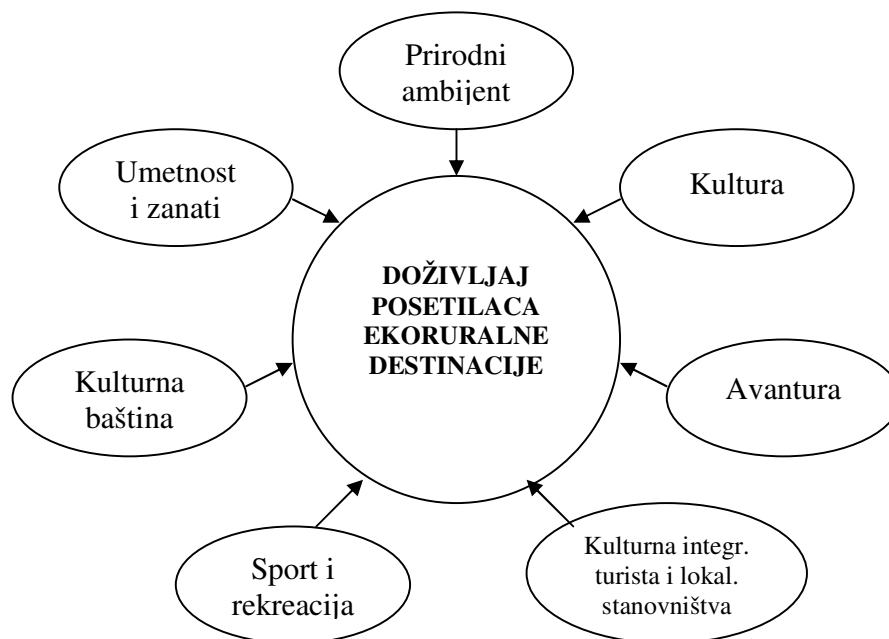 Prirodni
ambijent
Umetnost
i zanati
Kultura
DOŽIVLJAJ
POSETILACA
EKORURALNE
DESTINACIJE
Kulturna
baština
Avantura
Sport i
rekreacija
Kulturna integr.
turista i lokal.
stanovništva